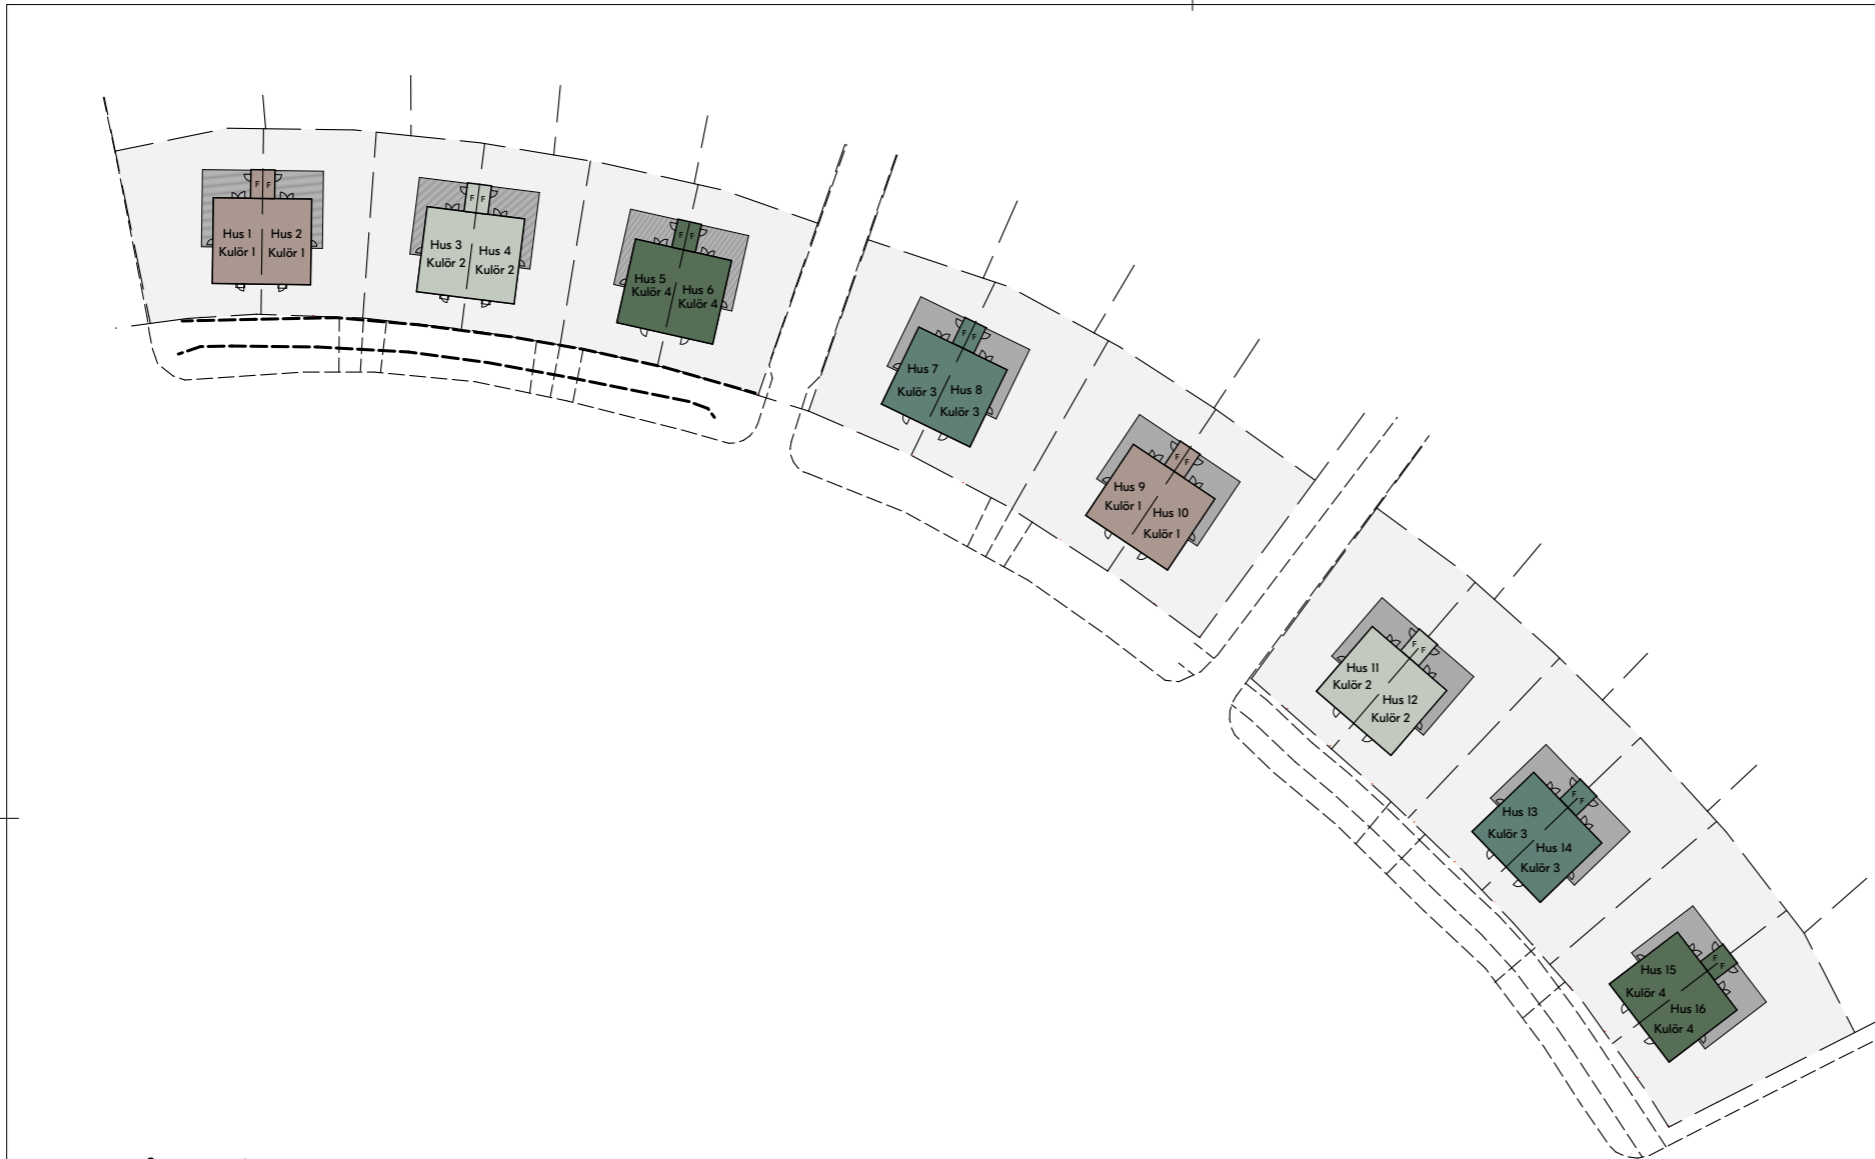 F F
Hus 1
Kulör 1
Hus 2
Kulör 1
F F
Hus 3
Kulör 2
Hus 4
Kulör 2
F F
Hus 5
Kulör 4
Hus 6
Kulör 4
F F
Hus 7
Kulör 3
Hus 8
Kulör 3
F F
Hus 9
Kulör 1
Hus 10
Kulör 1
F F
Hus 11
Kulör 2
Hus 12
Kulör 2
F F
Hus 13
Kulör 3
Hus 14
Kulör 3
F F
Hus 15
Kulör 4
Hus 16
Kulör 4